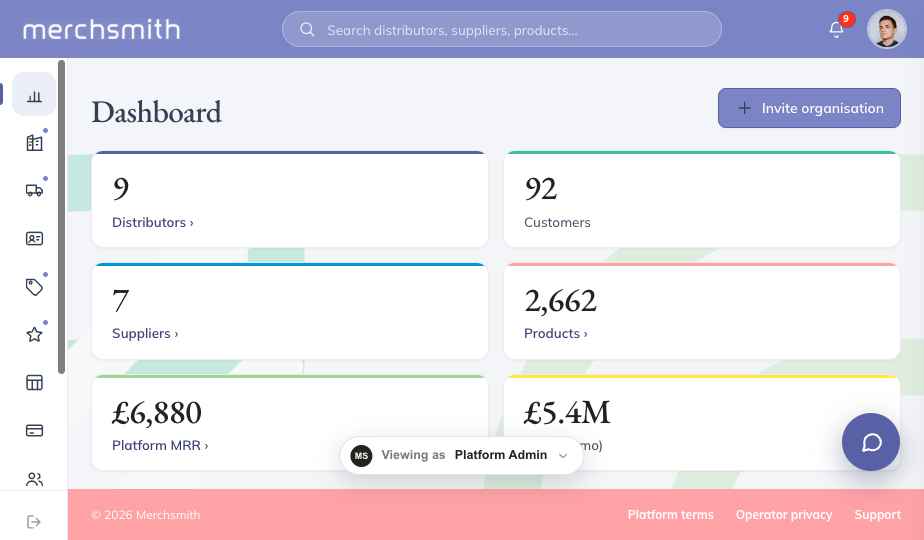 merchsmith
Search distributors, suppliers, products...
9
Dashboard
Invite organisation
9
Distributors ›
92
Customers
7
Suppliers ›
2,662
Products ›
£6,880
Platform MRR ›
£5.4M
mo)
MS Viewing as Platform Admin
© 2026 Merchsmith
Platform terms Operator privacy Support